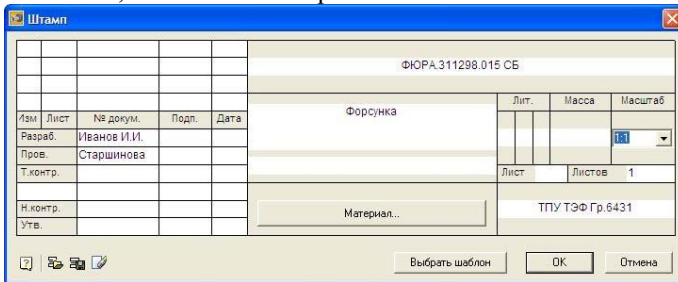 Штамп
ФЮРА.311298.015 СБ
Изм Лист № докум. Подп. Дата
Форсунка
Лит. Масса Масштаб
Разраб. Иванов И.И.
1:1
Пров. Старшинова
Т.контр.
Лист Листов 1
Н.контр.
Материал...
ТПУ ТЭФ Гр.6431
Утв.
Выбрать шаблон OK Отмена